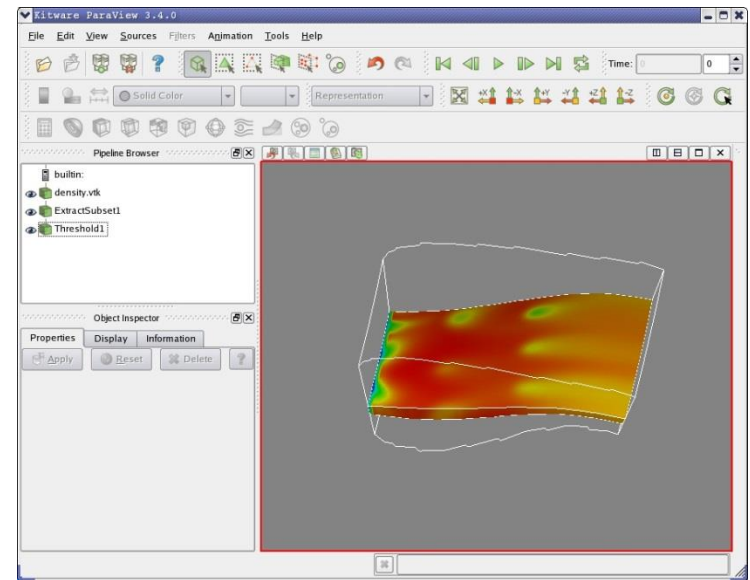 Kitware ParaView 3.4.0
File Edit View Sources Filters Animation Tools Help
? Time: 0 0
Solid Color Representation +X -X +Y -Y +Z -Z
Pipeline Browser
builtin:
density.vtk
ExtractSubset1
Threshold1
Object Inspector
Properties Display Information
Apply Reset Delete ?